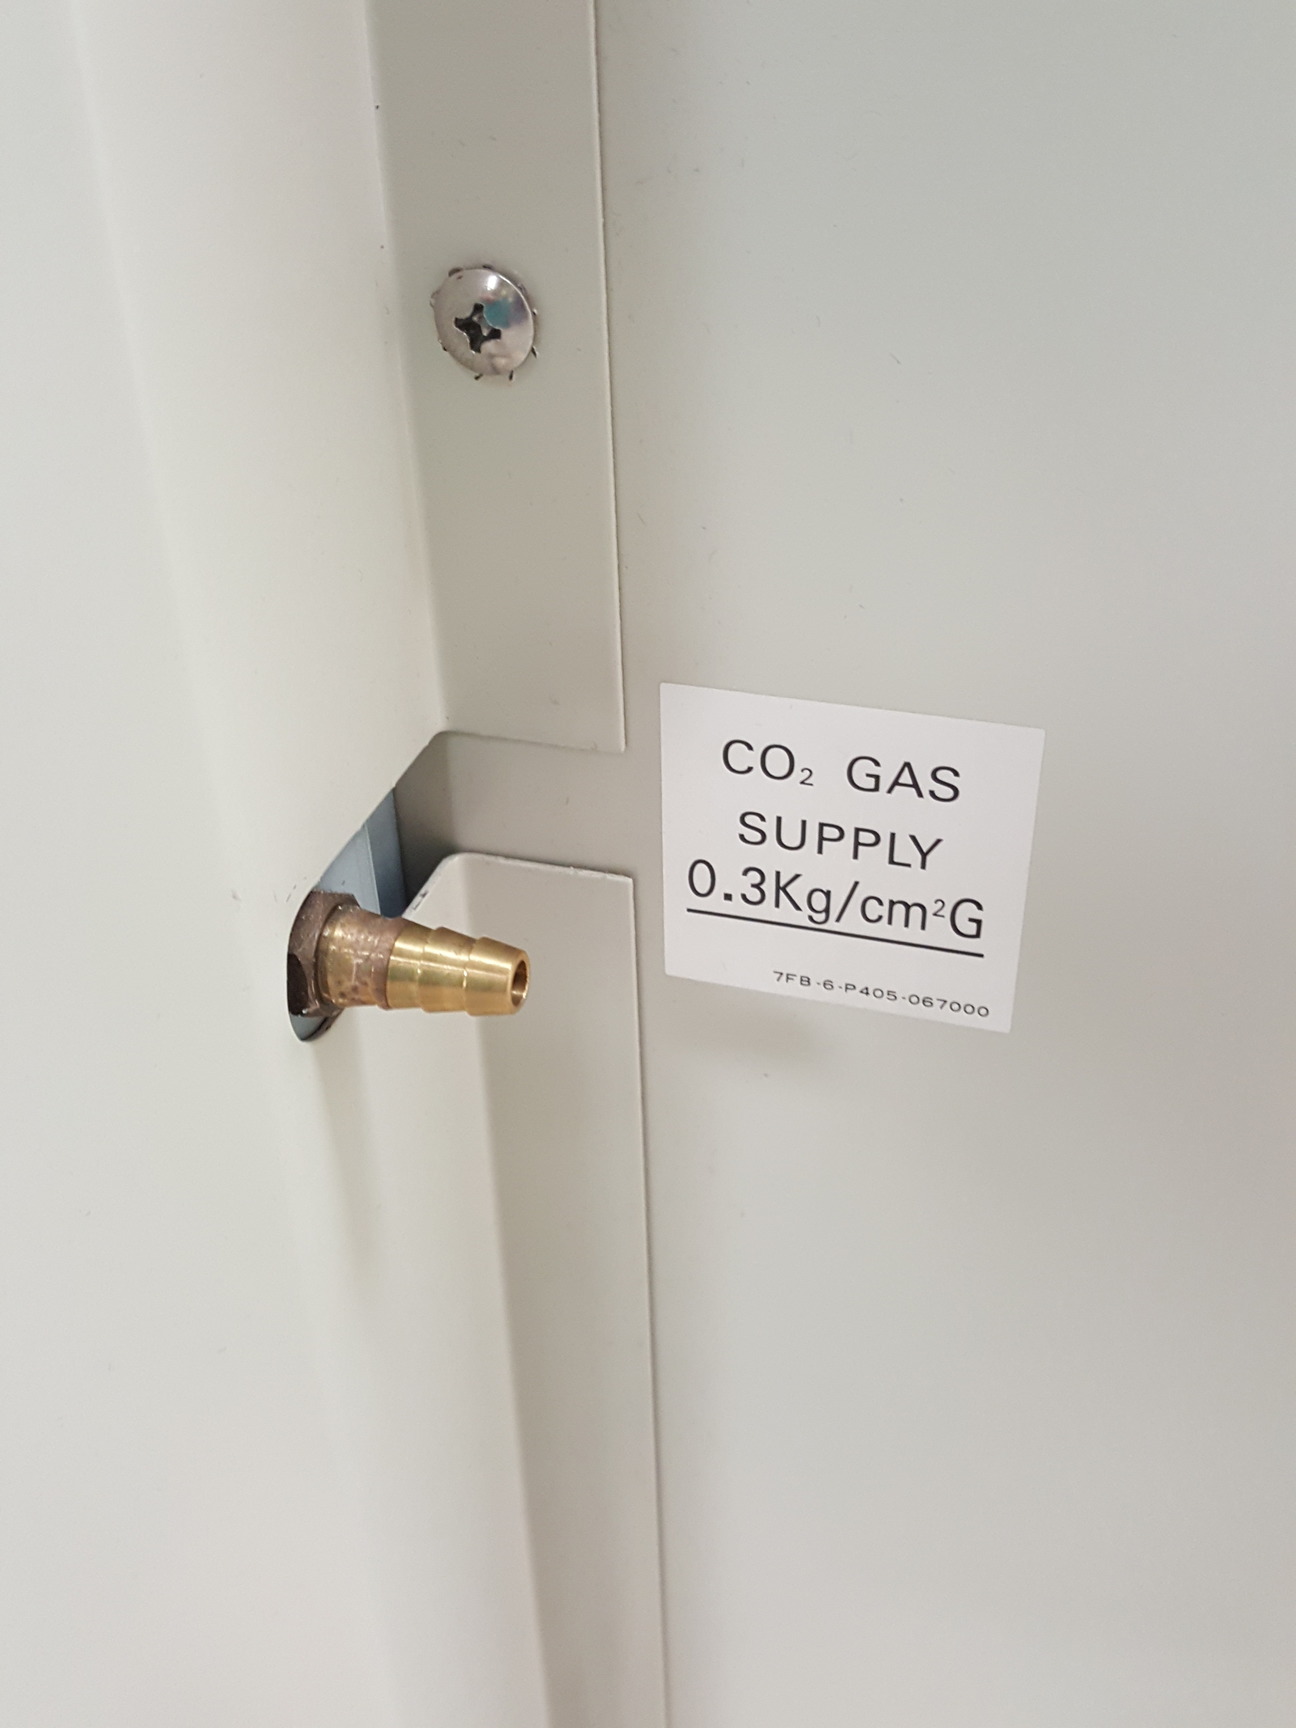 CO₂ GAS
SUPPLY
0.3Kg/cm²G
7FB-6-P405-067000